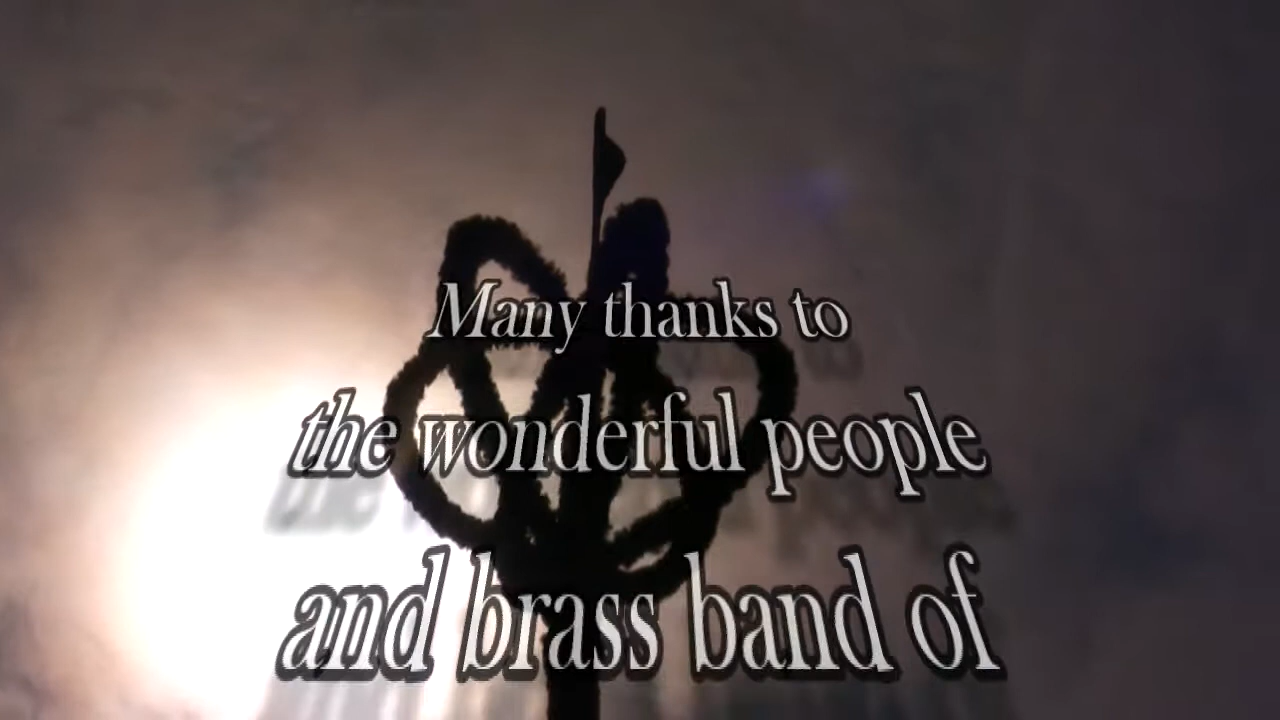 Many thanks to
the wonderful people
and brass band of